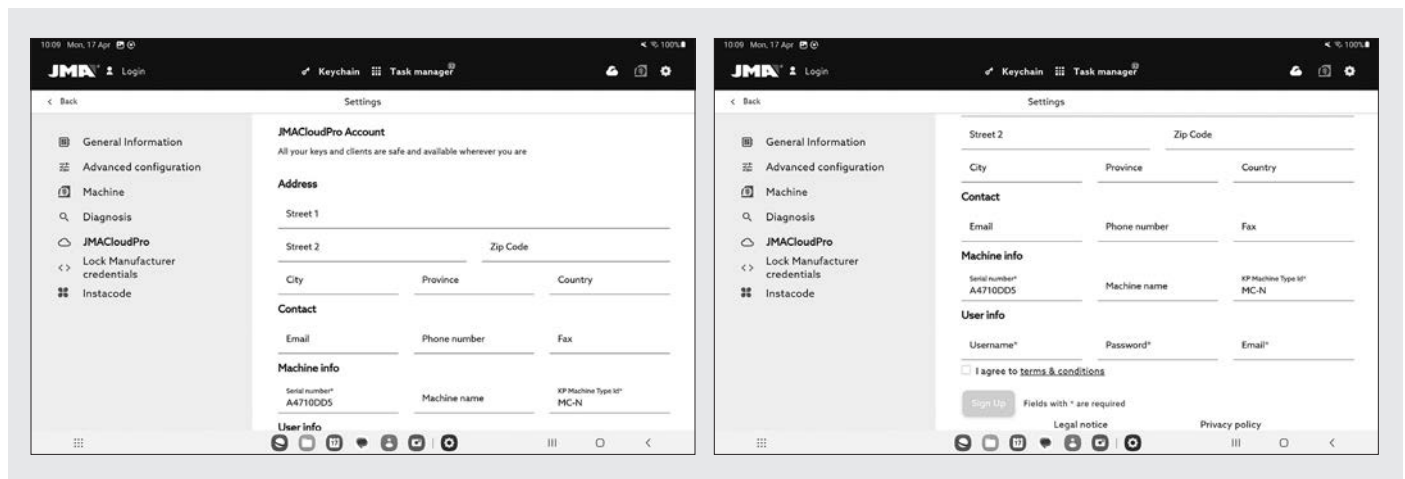 10:09 Mon, 17 Apr
100%
JMA
Login
Keychain
Task manager
Back
Settings
General Information
Advanced configuration
Machine
Diagnosis
JMACloudPro
Lock Manufacturer
credentials
Instacode
JMACloudPro Account
All your keys and clients are safe and available wherever you are
Address
Street 1
Street 2 Zip Code
City Province Country
Contact
Email Phone number Fax
Machine info
Serial number* KP Machine Type Id*
A4710DD5 Machine name MC-N
User info
10:09 Mon, 17 Apr
100%
JMA
Login
Keychain
Task manager
Back
Settings
General Information
Advanced configuration
Machine
Diagnosis
JMACloudPro
Lock Manufacturer
credentials
Instacode
Street 2 Zip Code
City Province Country
Contact
Email Phone number Fax
Machine info
Serial number* KP Machine Type Id*
A4710DD5 Machine name MC-N
User info
Username* Password* Email*
I agree to terms & conditions
Sign Up Fields with * are required
Legal notice Privacy policy